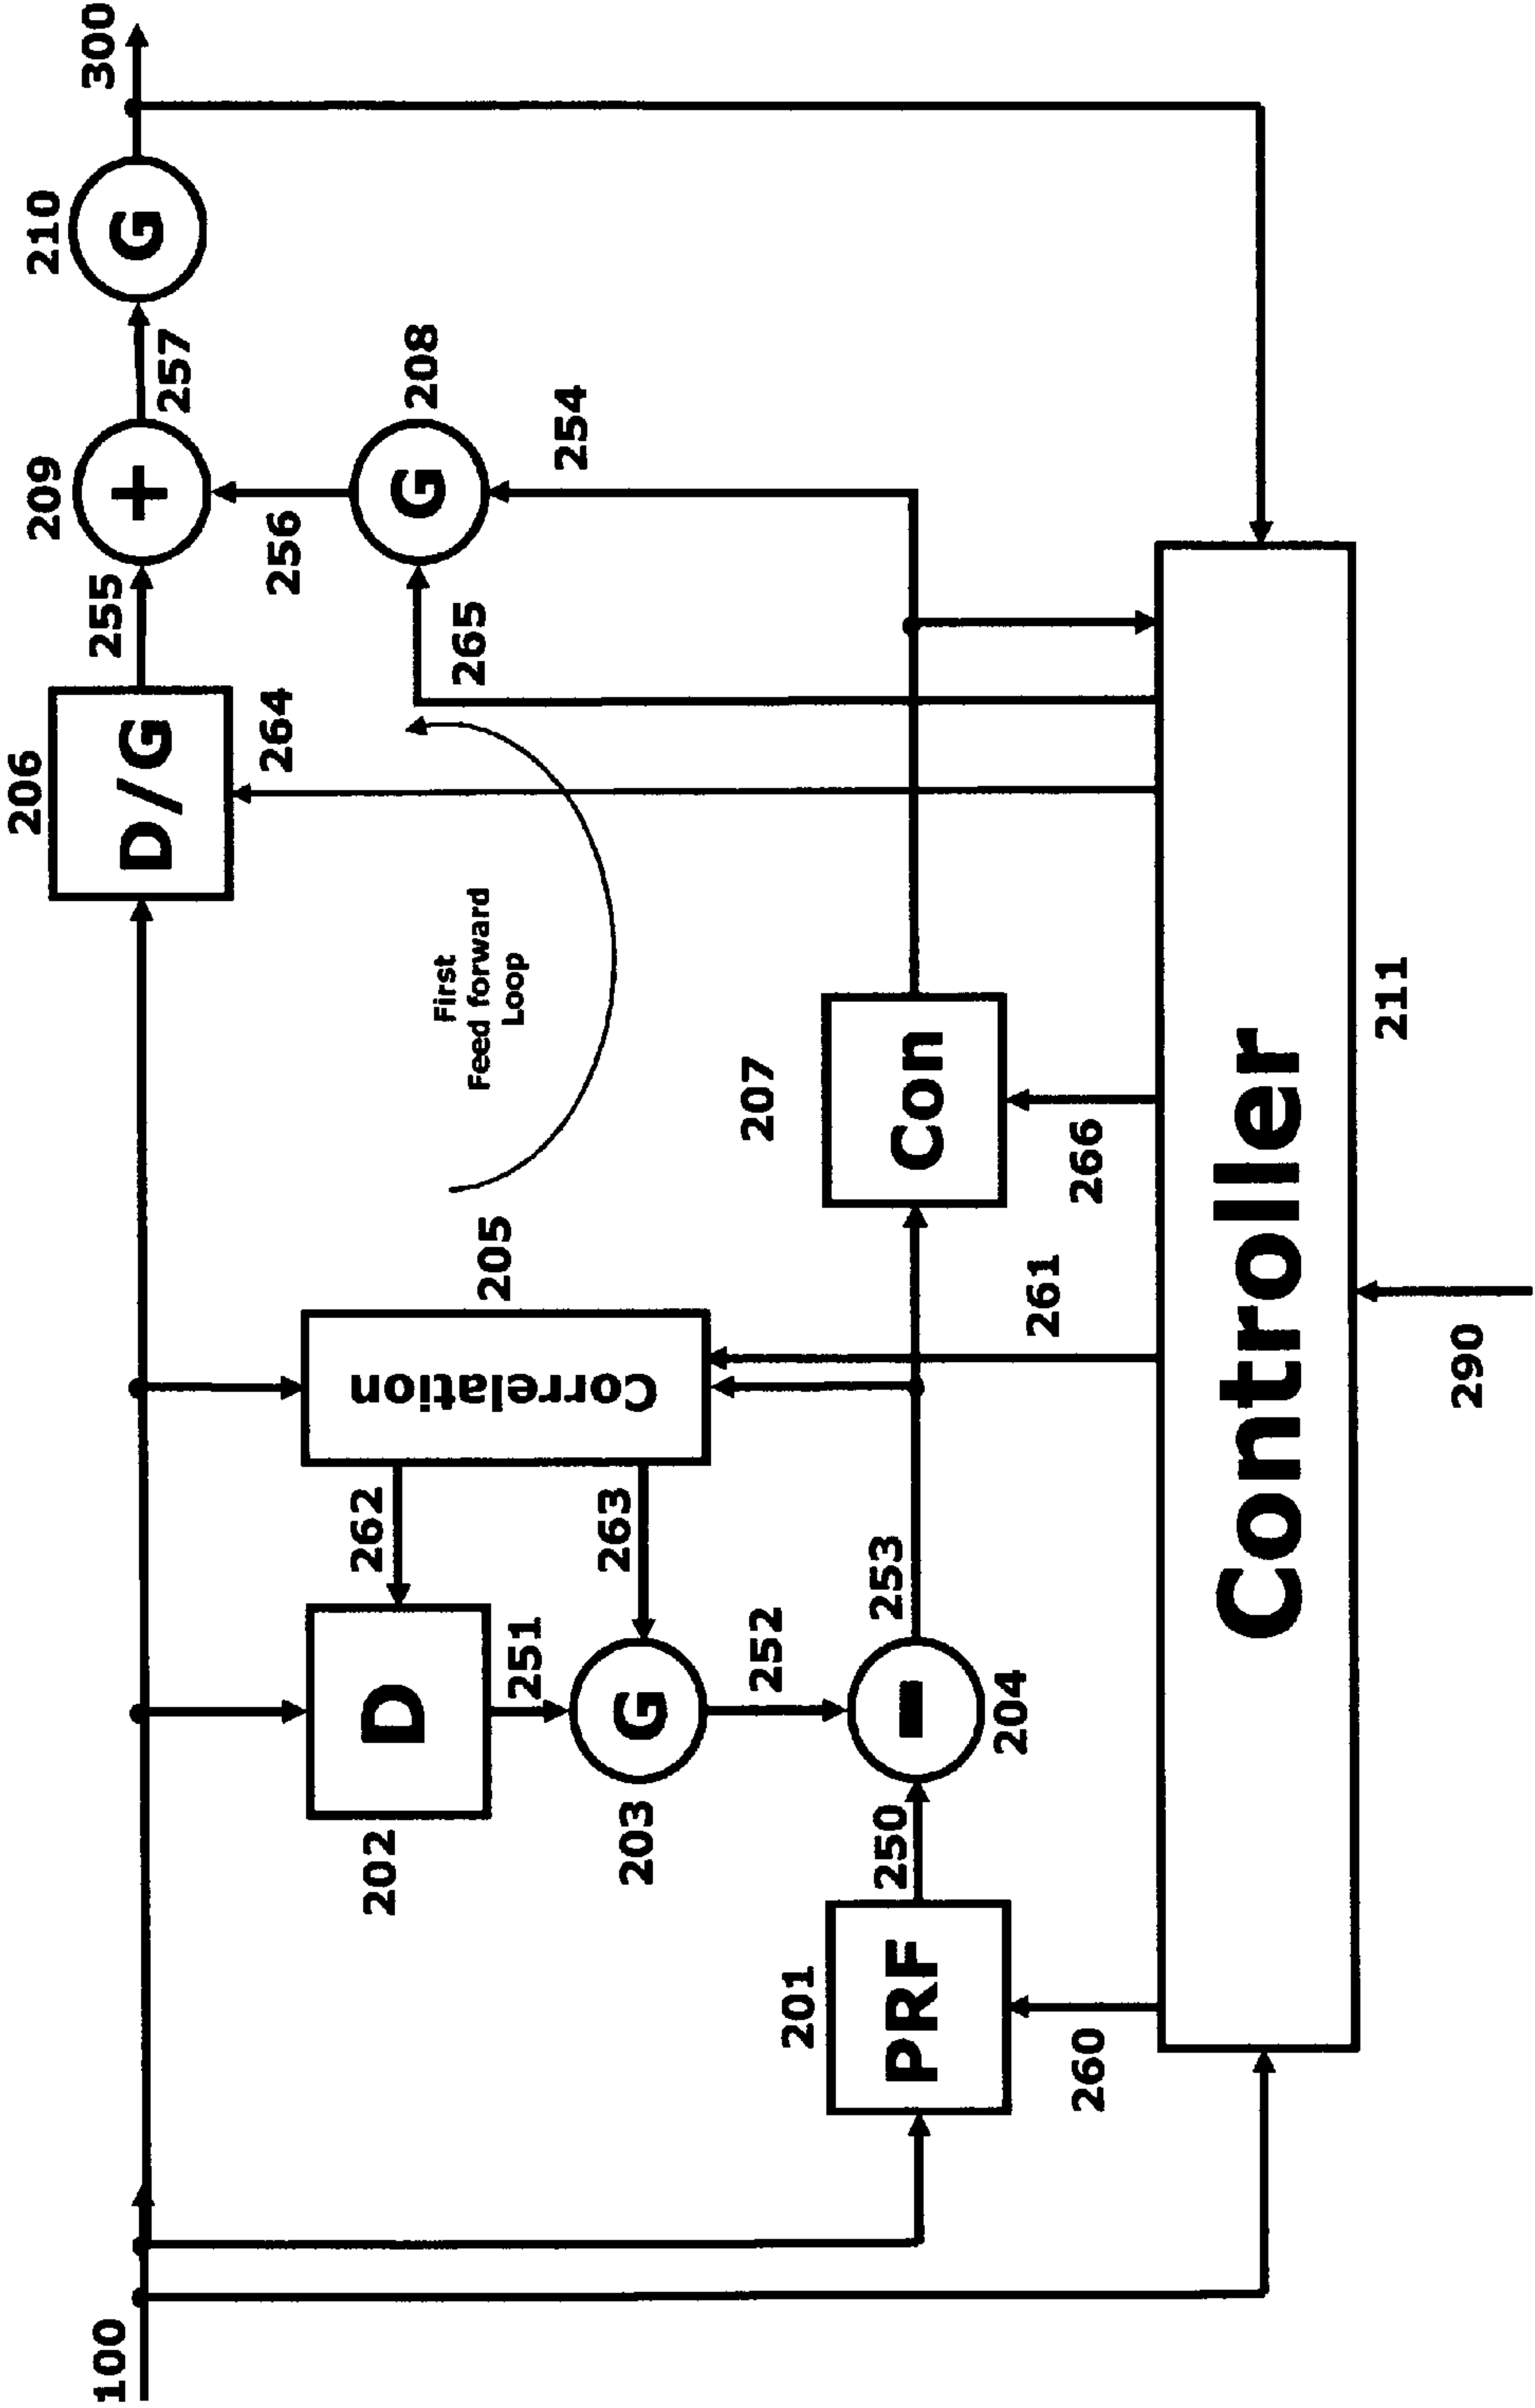 100
300
206
D/G
255
209
+
257
210
G
264
256
208
G
265
254
First
Feed forward
Loop
202
D
262
205
Correlation
251
263
203
G
252
207
Con
201
PRF
250
204
-
253
260
261
266
Controller
211
290